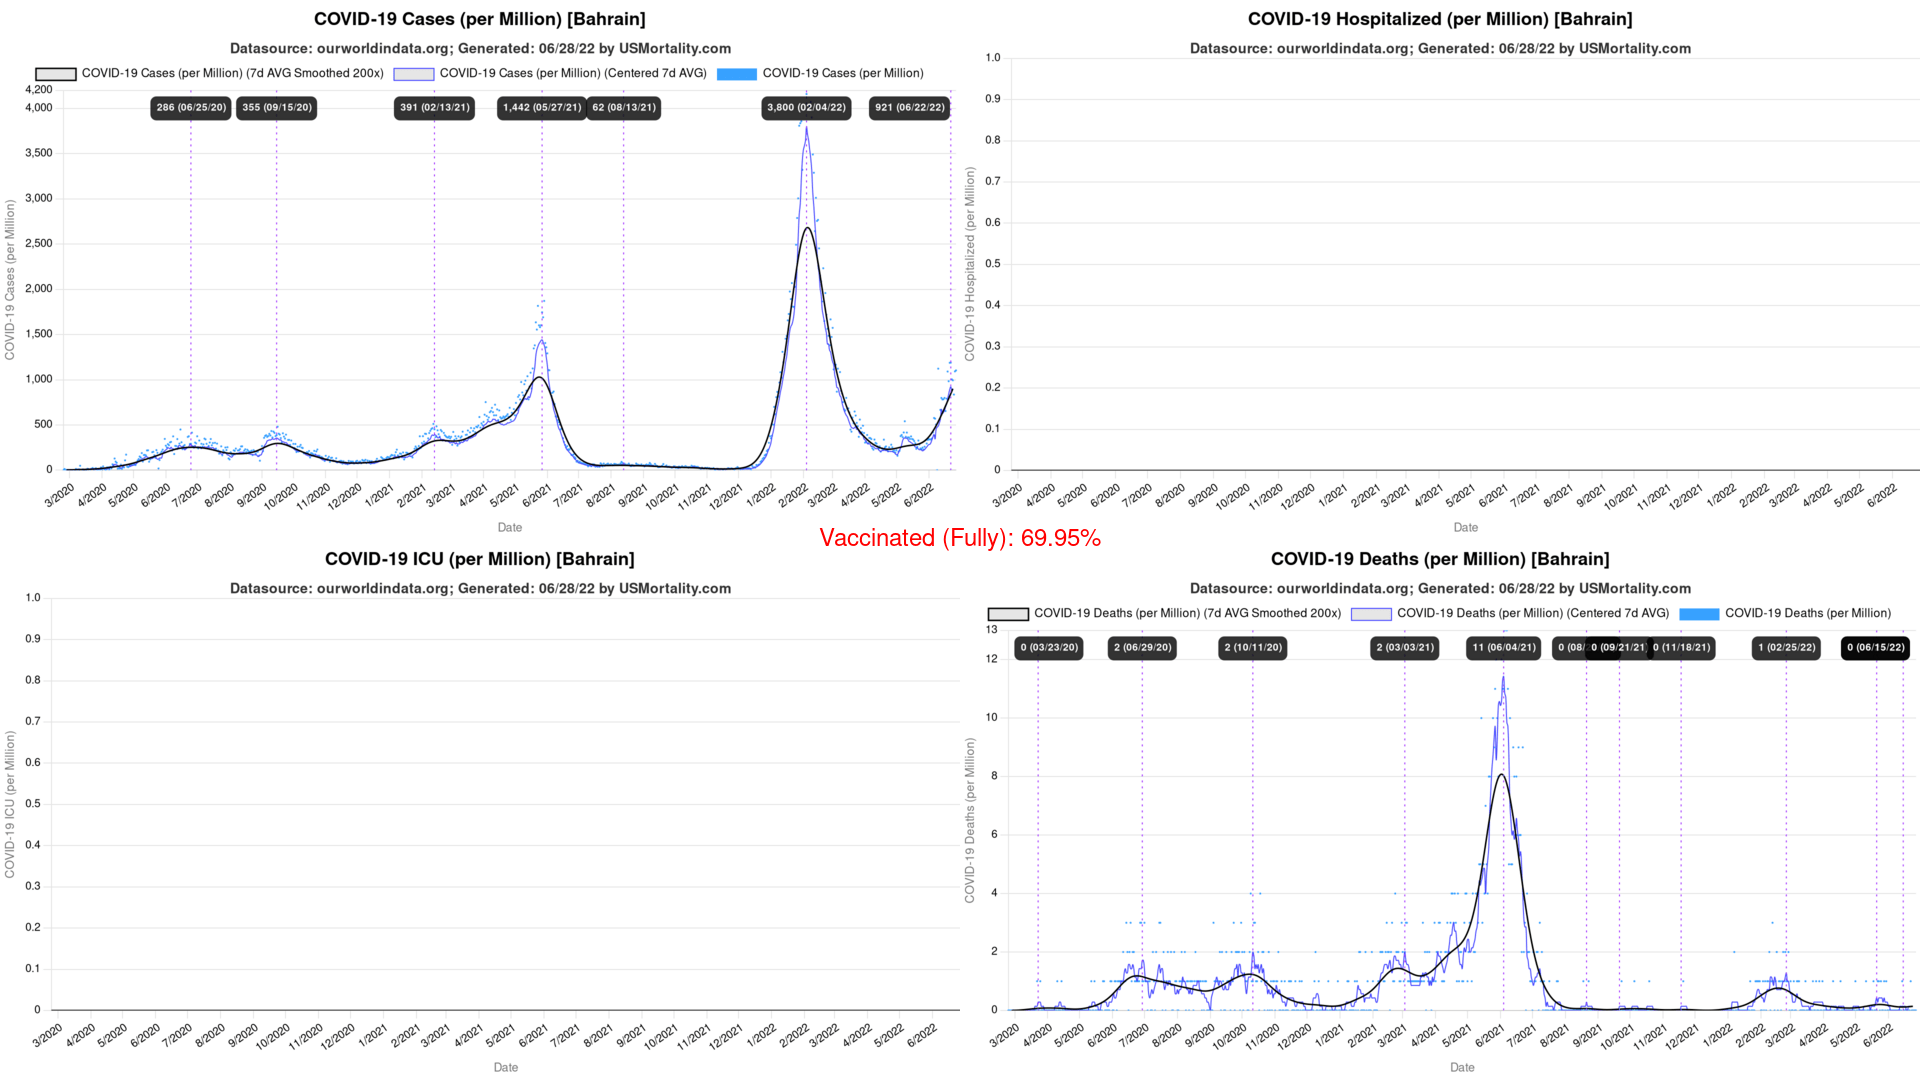 COVID-19 Cases (per Million) [Bahrain]
Datasource: ourworldindata.org; Generated: 06/28/22 by USMortality.com
COVID-19 Cases (per Million) (7d AVG Smoothed 200x) COVID-19 Cases (per Million) (Centered 7d AVG) COVID-19 Cases (per Million)
4,200
4,000
3,500
3,000
2,500
2,000
1,500
1,000
500
0
286 (06/25/20) 355 (09/15/20) 391 (02/13/21) 1,442 (05/27/21) 62 (08/13/21) 3,800 (02/04/22) 921 (06/22/22)
COVID-19 Cases (per Million)
3/2020 4/2020 5/2020 6/2020 7/2020 8/2020 9/2020 10/2020 11/2020 12/2020 1/2021 2/2021 3/2021 4/2021 5/2021 6/2021 7/2021 8/2021 9/2021 10/2021 11/2021 12/2021 1/2022 2/2022 3/2022 4/2022 5/2022 6/2022
Date
COVID-19 Hospitalized (per Million) [Bahrain]
Datasource: ourworldindata.org; Generated: 06/28/22 by USMortality.com
1.0
0.9
0.8
0.7
0.6
0.5
0.4
0.3
0.2
0.1
0
COVID-19 Hospitalized (per Million)
3/2020 4/2020 5/2020 6/2020 7/2020 8/2020 9/2020 10/2020 11/2020 12/2020 1/2021 2/2021 3/2021 4/2021 5/2021 6/2021 7/2021 8/2021 9/2021 10/2021 11/2021 12/2021 1/2022 2/2022 3/2022 4/2022 5/2022 6/2022
Date
Vaccinated (Fully): 69.95%
COVID-19 ICU (per Million) [Bahrain]
Datasource: ourworldindata.org; Generated: 06/28/22 by USMortality.com
1.0
0.9
0.8
0.7
0.6
0.5
0.4
0.3
0.2
0.1
0
COVID-19 ICU (per Million)
3/2020 4/2020 5/2020 6/2020 7/2020 8/2020 9/2020 10/2020 11/2020 12/2020 1/2021 2/2021 3/2021 4/2021 5/2021 6/2021 7/2021 8/2021 9/2021 10/2021 11/2021 12/2021 1/2022 2/2022 3/2022 4/2022 5/2022 6/2022
Date
COVID-19 Deaths (per Million) [Bahrain]
Datasource: ourworldindata.org; Generated: 06/28/22 by USMortality.com
COVID-19 Deaths (per Million) (7d AVG Smoothed 200x) COVID-19 Deaths (per Million) (Centered 7d AVG) COVID-19 Deaths (per Million)
13
12
10
8
6
4
2
0
0 (03/23/20) 2 (06/29/20) 2 (10/11/20) 2 (03/03/21) 11 (06/04/21) 0 (08/ 0 (09/21/21) 0 (11/18/21) 1 (02/25/22) 0 (06/15/22)
COVID-19 Deaths (per Million)
3/2020 4/2020 5/2020 6/2020 7/2020 8/2020 9/2020 10/2020 11/2020 12/2020 1/2021 2/2021 3/2021 4/2021 5/2021 6/2021 7/2021 8/2021 9/2021 10/2021 11/2021 12/2021 1/2022 2/2022 3/2022 4/2022 5/2022 6/2022
Date